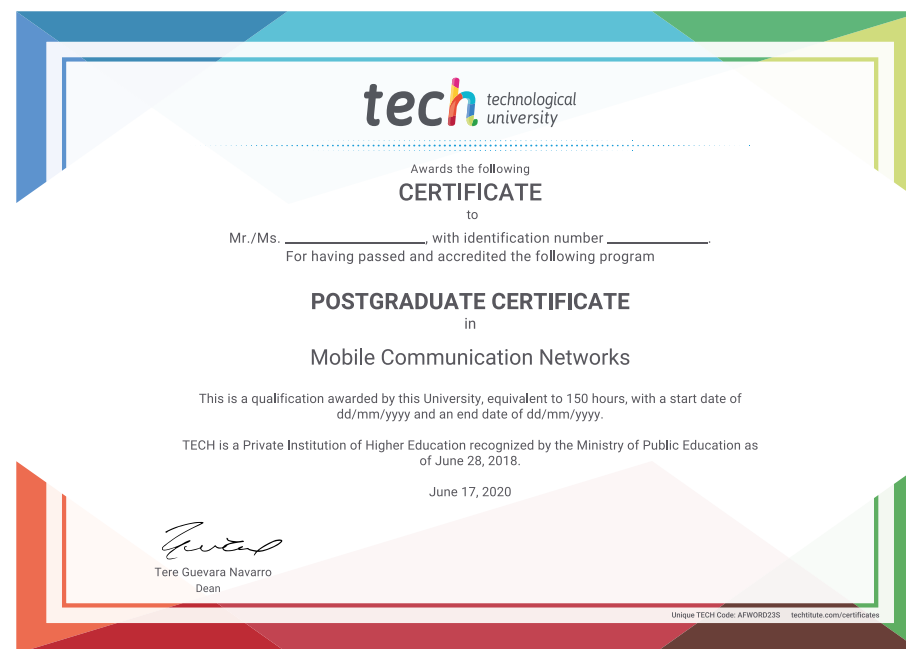 tech technological
university
Awards the following
CERTIFICATE
to
Mr./Ms. ____________________, with identification number ______________.
For having passed and accredited the following program
POSTGRADUATE CERTIFICATE
in
Mobile Communication Networks
This is a qualification awarded by this University, equivalent to 150 hours, with a start date of
dd/mm/yyyy and an end date of dd/mm/yyyy.
TECH is a Private Institution of Higher Education recognized by the Ministry of Public Education as
of June 28, 2018.
June 17, 2020
Tere Guevara Navarro
Dean
Unique TECH Code: AFWORD23S techtitute.com/certificates